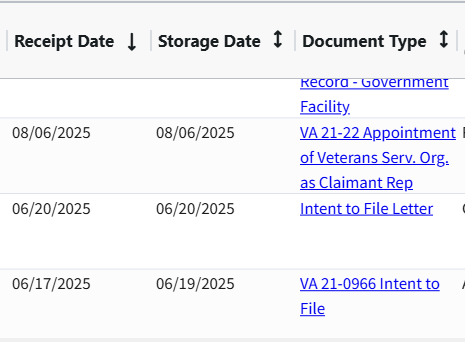 Receipt Date ↓ Storage Date ↕ Document Type ↕
Record - Government
Facility
08/06/2025 08/06/2025 VA 21-22 Appointment
of Veterans Serv. Org.
as Claimant Rep
06/20/2025 06/20/2025 Intent to File Letter
06/17/2025 06/19/2025 VA 21-0966 Intent to
File